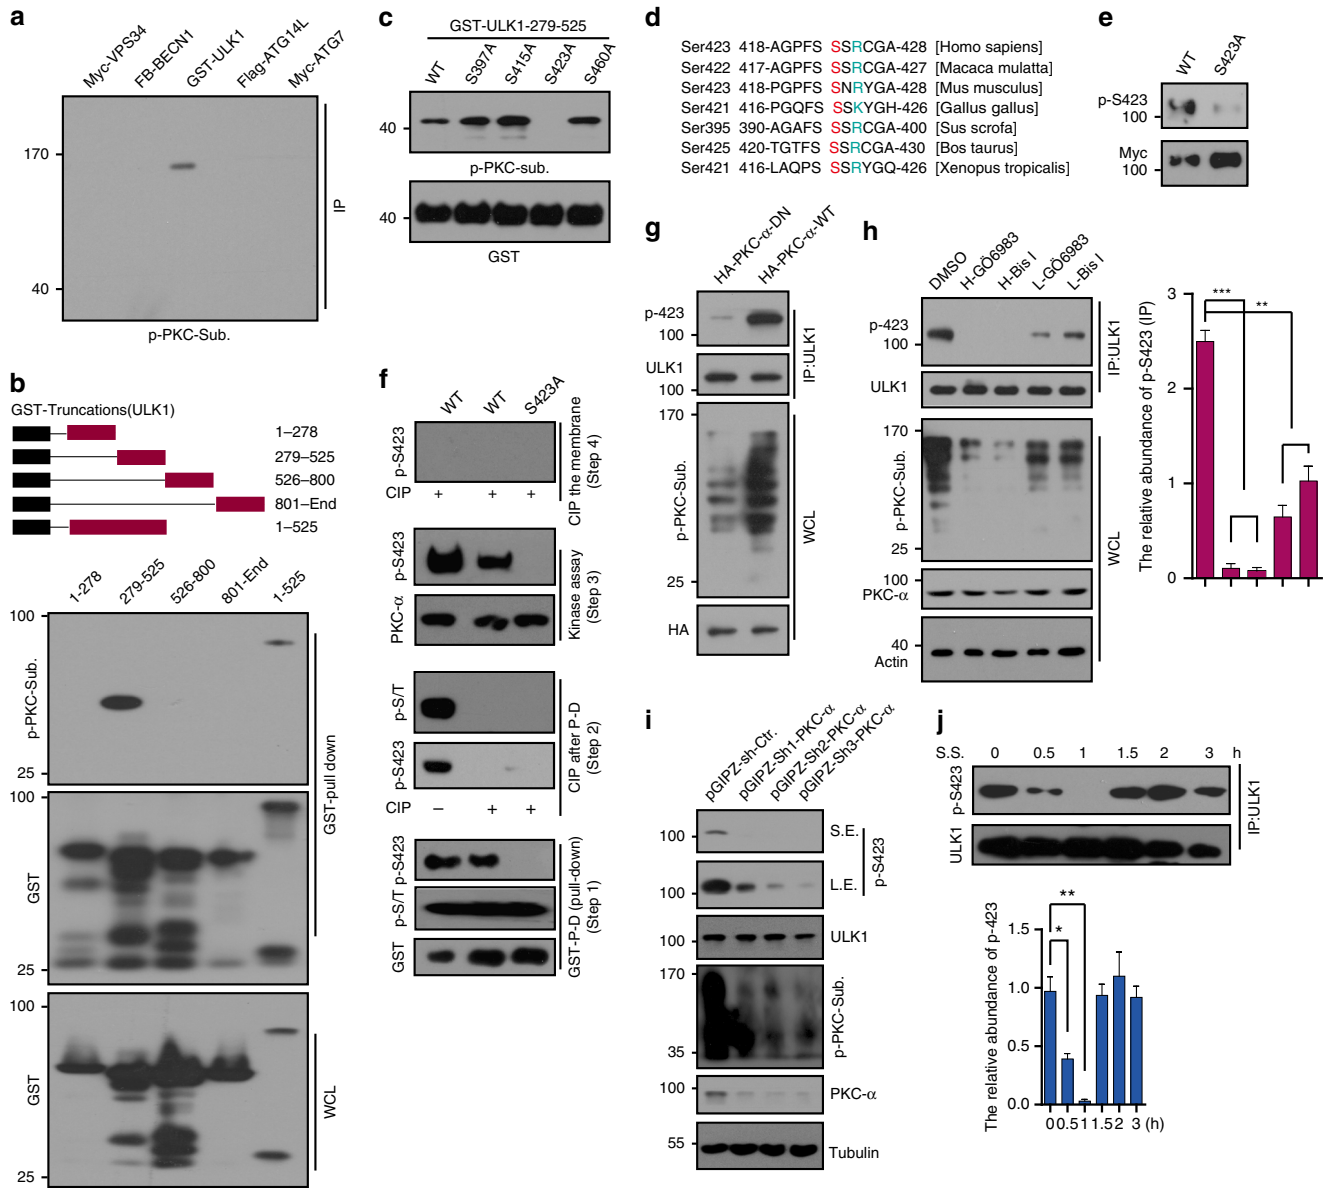 a
Myc-VPS34
FB-BECN1
GST-ULK1
Flag-ATG14L
Myc-ATG7
170
40
IP
p-PKC-Sub.
b
GST-Truncations(ULK1)
1–278
279–525
526–800
801–End
1–525
1-278
279-525
526-800
801-End
1-525
100
p-PKC-Sub.
25
100
GST
25
GST-pull down
100
GST
25
WCL
c
GST-ULK1-279-525
WT
S397A
S415A
S423A
S460A
40
p-PKC-sub.
40
GST
d
Ser423 418-AGPFS SSRCGA-428 [Homo sapiens]
Ser422 417-AGPFS SSRCGA-427 [Macaca mulatta]
Ser423 418-PGPFS SNRYGA-428 [Mus musculus]
Ser421 416-PGQFS SSKYGH-426 [Gallus gallus]
Ser395 390-AGAFS SSRCGA-400 [Sus scrofa]
Ser425 420-TGTFS SSRCGA-430 [Bos taurus]
Ser421 416-LAQPS SSRYGQ-426 [Xenopus tropicalis]
e
WT
S423A
p-S423
100
Myc
100
f
WT
WT
S423A
p-S423
CIP + + +
CIP the membrane
(Step 4)
p-S423
PKC-α
Kinase assay
(Step 3)
p-S/T
p-S423
CIP – + +
CIP after P-D
(Step 2)
p-S423
p-S/T
GST
GST-P-D (pull-down)
(Step 1)
g
HA-PKC-α-DN
HA-PKC-α-WT
p-423
100
ULK1
100
IP:ULK1
170
p-PKC-Sub.
25
HA
WCL
h
DMSO
H-GÖ6983
H-Bis I
L-GÖ6983
L-Bis I
p-423
100
ULK1
IP:ULK1
170
p-PKC-Sub.
25
100
PKC-α
40
Actin
WCL
The relative abundance of p-S423 (IP)
3
2
1
0
***
**
i
pGIPZ-sh-Ctr.
pGIPZ-Sh1-PKC-α
pGIPZ-Sh2-PKC-α
pGIPZ-Sh3-PKC-α
100
S.E.
100
L.E.
p-S423
100
ULK1
170
35
p-PKC-Sub.
100
PKC-α
55
Tubulin
j
S.S. 0 0.5 1 1.5 2 3 h
p-S423
ULK1
IP:ULK1
The relative abundance of p-423
1.5
1.0
0.5
0.0
**
*
0 0.5 1 1.5 2 3 (h)